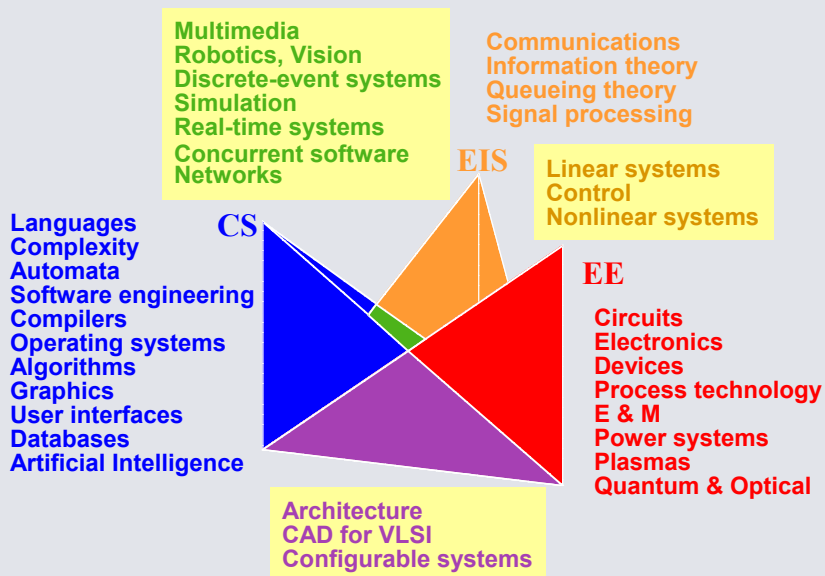 Multimedia
Robotics, Vision
Discrete-event systems
Simulation
Real-time systems
Concurrent software
Networks
Communications
Information theory
Queueing theory
Signal processing
EIS
Linear systems
Control
Nonlinear systems
CS
Languages
Complexity
Automata
Software engineering
Compilers
Operating systems
Algorithms
Graphics
User interfaces
Databases
Artificial Intelligence
EE
Circuits
Electronics
Devices
Process technology
E & M
Power systems
Plasmas
Quantum & Optical
Architecture
CAD for VLSI
Configurable systems